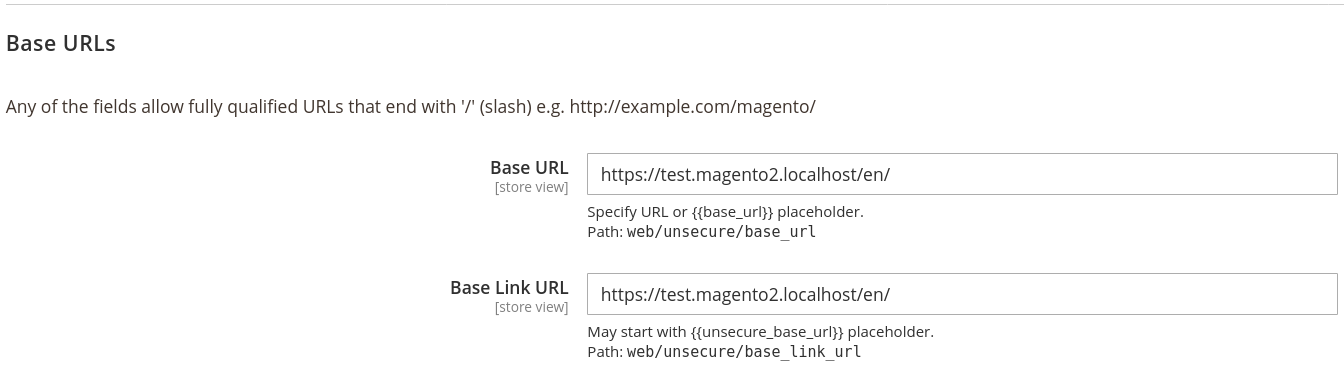 Base URLs
Any of the fields allow fully qualified URLs that end with '/' (slash) e.g. http://example.com/magento/
Base URL
[store view]
https://test.magento2.localhost/en/
Specify URL or {{base_url}} placeholder.
Path: web/unsecure/base_url
Base Link URL
[store view]
https://test.magento2.localhost/en/
May start with {{unsecure_base_url}} placeholder.
Path: web/unsecure/base_link_url